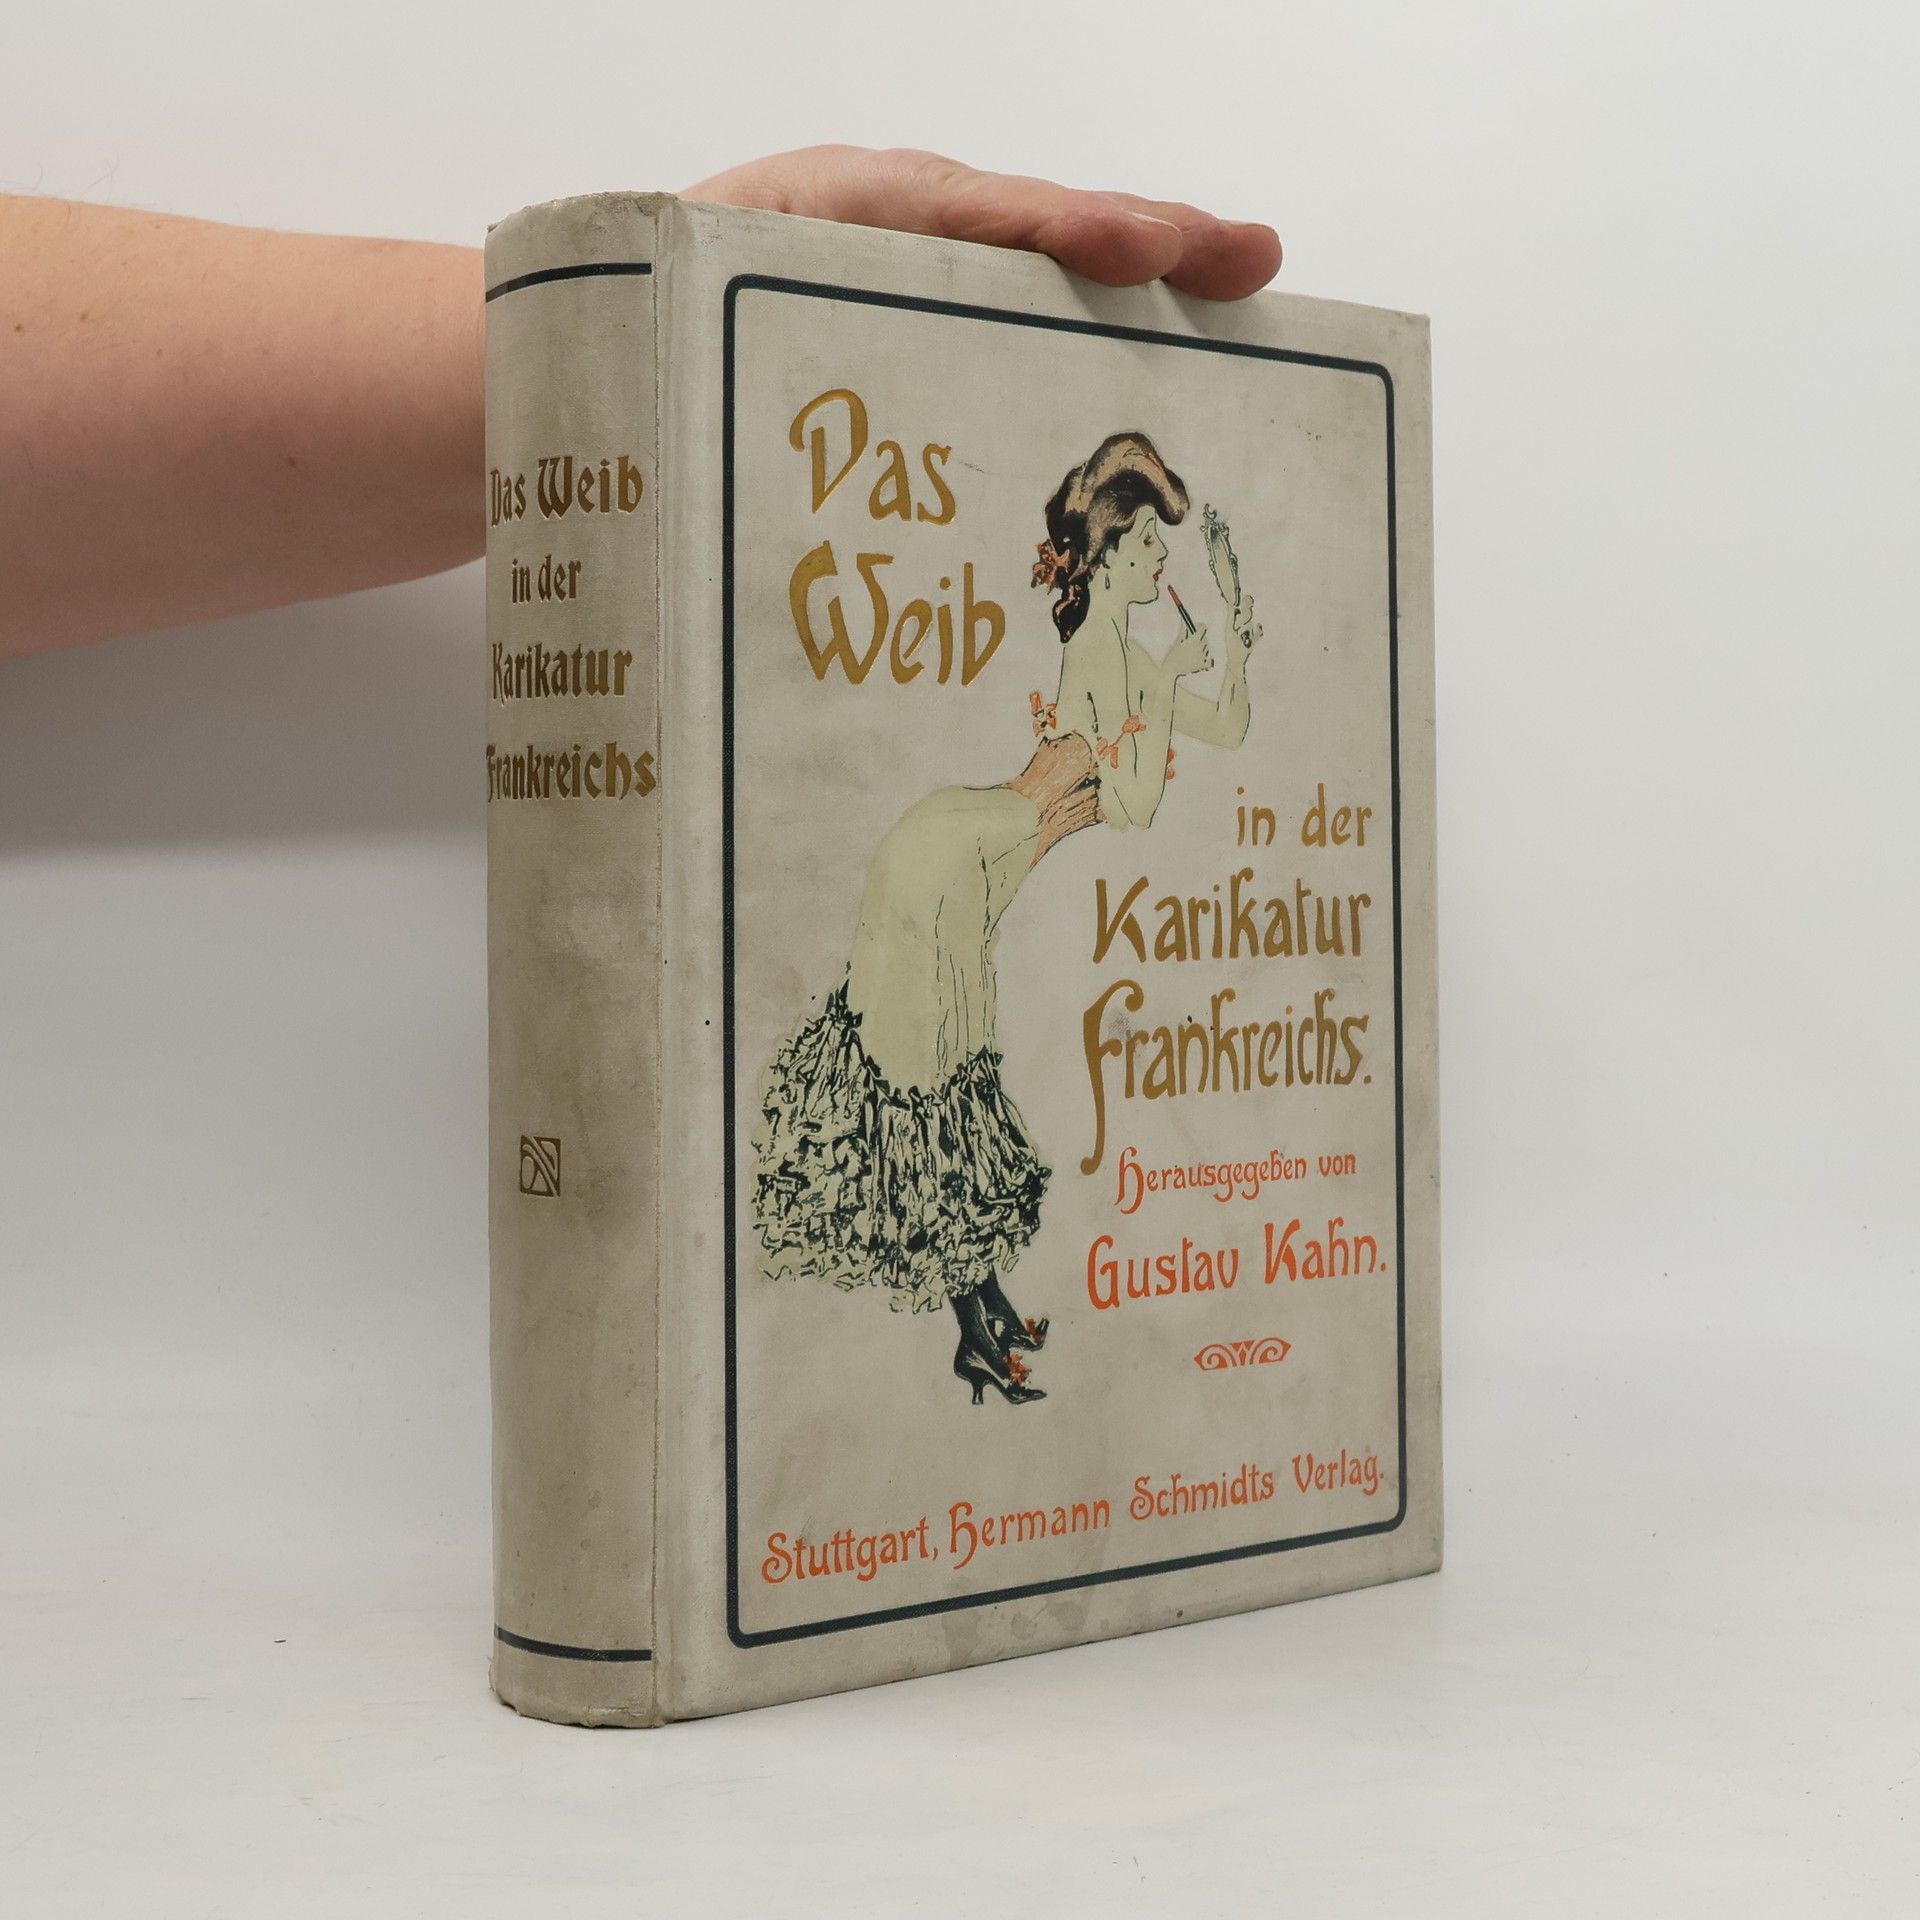 Das Weib
in der
Karikatur
Frankreichs
Das
Weib
in der
Karikatur
Frankreichs.
Herausgegeben von
Gustav Kahn.
Stuttgart, Hermann Schmidts Verlag.